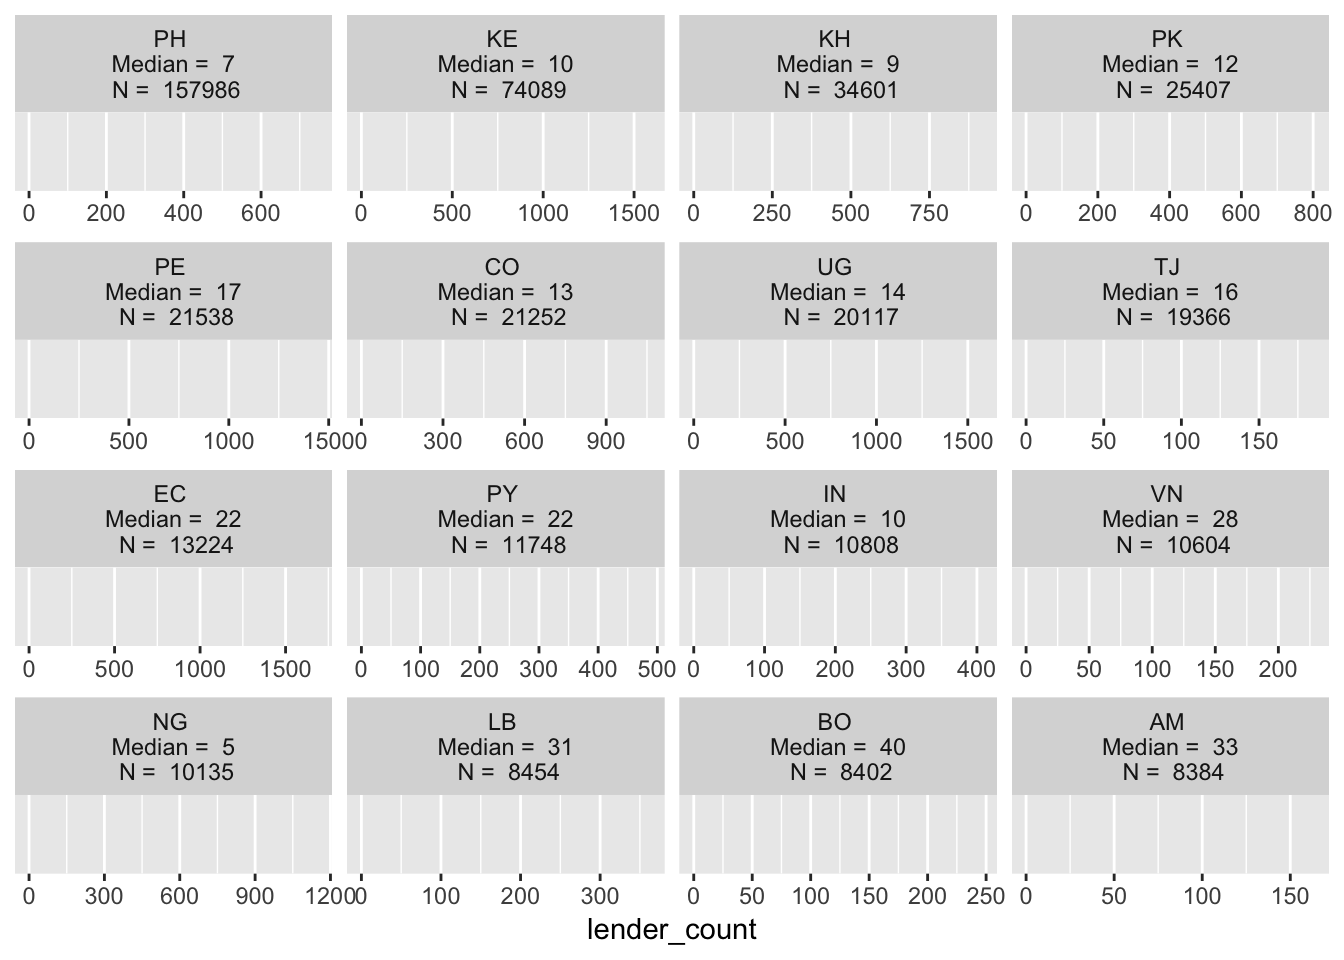 PH
Median = 7
N = 157986
KE
Median = 10
N = 74089
KH
Median = 9
N = 34601
PK
Median = 12
N = 25407
0 200 400 600
0 500 1000 1500
0 250 500 750
0 200 400 600 800
PE
Median = 17
N = 21538
CO
Median = 13
N = 21252
UG
Median = 14
N = 20117
TJ
Median = 16
N = 19366
0 500 1000 1500
0 300 600 900
0 500 1000 1500
0 50 100 150
EC
Median = 22
N = 13224
PY
Median = 22
N = 11748
IN
Median = 10
N = 10808
VN
Median = 28
N = 10604
0 500 1000 1500
0 100 200 300 400 500
0 100 200 300 400
0 50 100 150 200
NG
Median = 5
N = 10135
LB
Median = 31
N = 8454
BO
Median = 40
N = 8402
AM
Median = 33
N = 8384
0 300 600 900 1200
0 100 200 300
0 50 100 150 200 250
0 50 100 150
lender_count